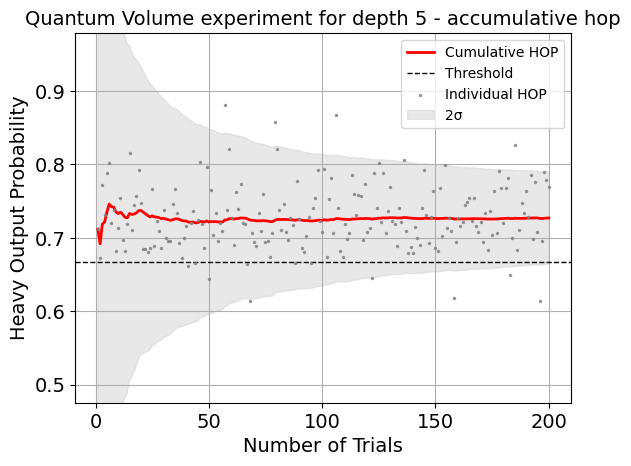 Quantum Volume experiment for depth 5 - accumulative hop
Heavy Output Probability
0.9
0.8
0.7
0.6
0.5
Cumulative HOP
Threshold
Individual HOP
2σ
0 50 100 150 200
Number of Trials